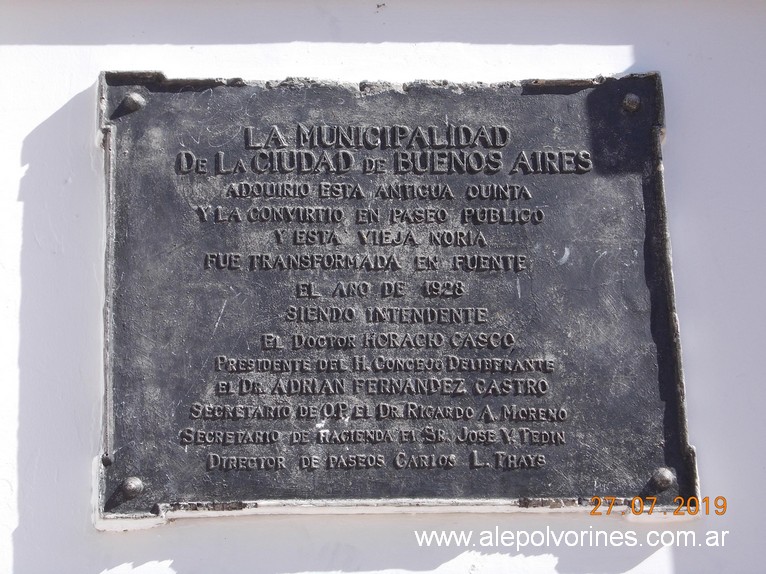 LA MUNICIPALIDAD
DE LA CIUDAD DE BUENOS AIRES
ADQUIRIO ESTA ANTIGUA QUINTA
Y LA CONVIRTIO EN PASEO PUBLICO
Y ESTA VIEJA NORIA
FUE TRANSFORMADA EN FUENTE
EL AÑO DE 1928
SIENDO INTENDENTE
EL DOCTOR HORACIO CASCO
PRESIDENTE DEL H. CONCEJO DELIBERANTE
EL DR. ADRIAN FERNANDEZ CASTRO
SECRETARIO DE O.P. EL DR. RICARDO A. MORENO
SECRETARIO DE HACIENDA EL SR. JOSE V. TEDIN
DIRECTOR DE PASEOS CARLOS L. THAYS
27.07.2019
www.alepolvorines.com.ar